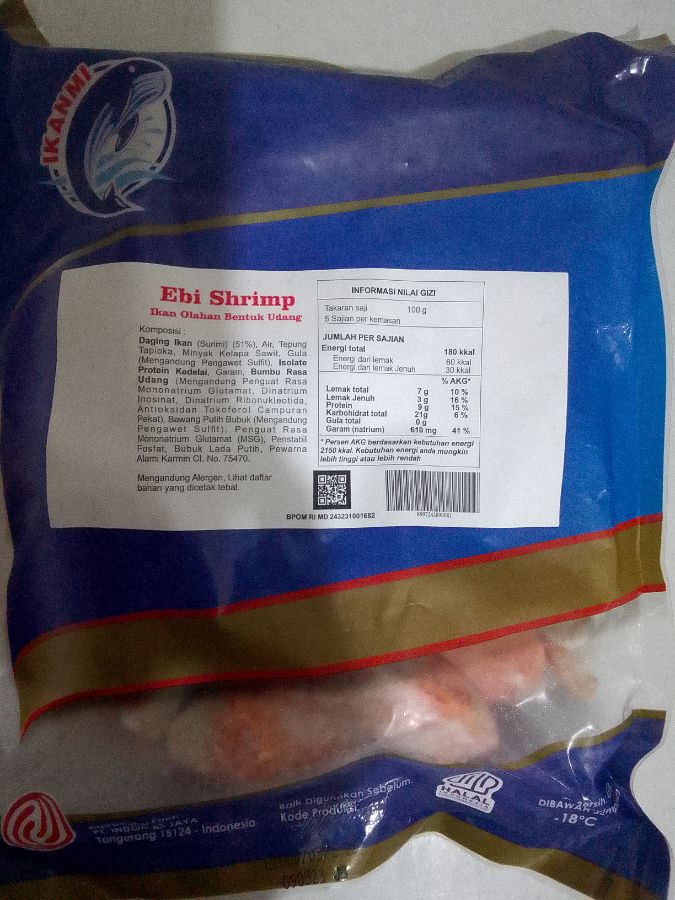 IKANMI
Ebi Shrimp
Ikan Olahan Bentuk Udang
Komposisi :
Daging Ikan (Surimi) (51%), Air, Tepung
Tapioka, Minyak Kelapa Sawit, Gula
(Mengandung Pengawet Sulfit), Isolate
Protein Kedelai, Garam, Bumbu Rasa
Udang (Mengandung Penguat Rasa
Mononatrium Glutamat, Dinatrium
Inosinat, Dinatrium Ribonukleotida,
Antioksidan Tokoferol Campuran
Pekat), Bawang Putih Bubuk (Mengandung
Pengawet Sulfit), Penguat Rasa
Mononatrium Glutamat (MSG), Penstabil
Fosfat, Bubuk Lada Putih, Pewarna
Alami Karmin CI. No. 75470.
Mengandung Alergen, Lihat daftar
bahan yang dicetak tebal.
INFORMASI NILAI GIZI
Takaran saji 100 g
5 Sajian per kemasan
JUMLAH PER SAJIAN
Energi total 180 kkal
Energi dari lemak 60 kkal
Energi dari lemak Jenuh 30 kkal
% AKG*
Lemak total 7 g 10 %
Lemak Jenuh 3 g 16 %
Protein 9 g 15 %
Karbohidrat total 21g 6 %
Gula total 0 g
Garam (natrium) 610 mg 41 %
* Persen AKG berdasarkan kebutuhan energi
2150 kkal. Kebutuhan energi anda mungkin
lebih tinggi atau lebih rendah
BPOM RI MD 243231001682
JAYA
Tangerang 15124 - Indonesia
Baik Digunakan Sebelum.
Kode Produksi
HALAL
INDONESIA
DIBAWAH
-18°C